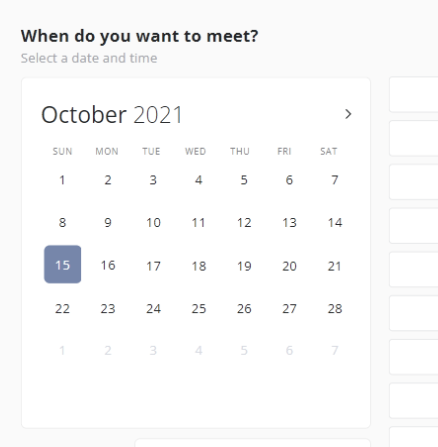 When do you want to meet?
Select a date and time
October 2021
SUN MON TUE WED THU FRI SAT
1 2 3 4 5 6 7
8 9 10 11 12 13 14
15 16 17 18 19 20 21
22 23 24 25 26 27 28
1 2 3 4 5 6 7